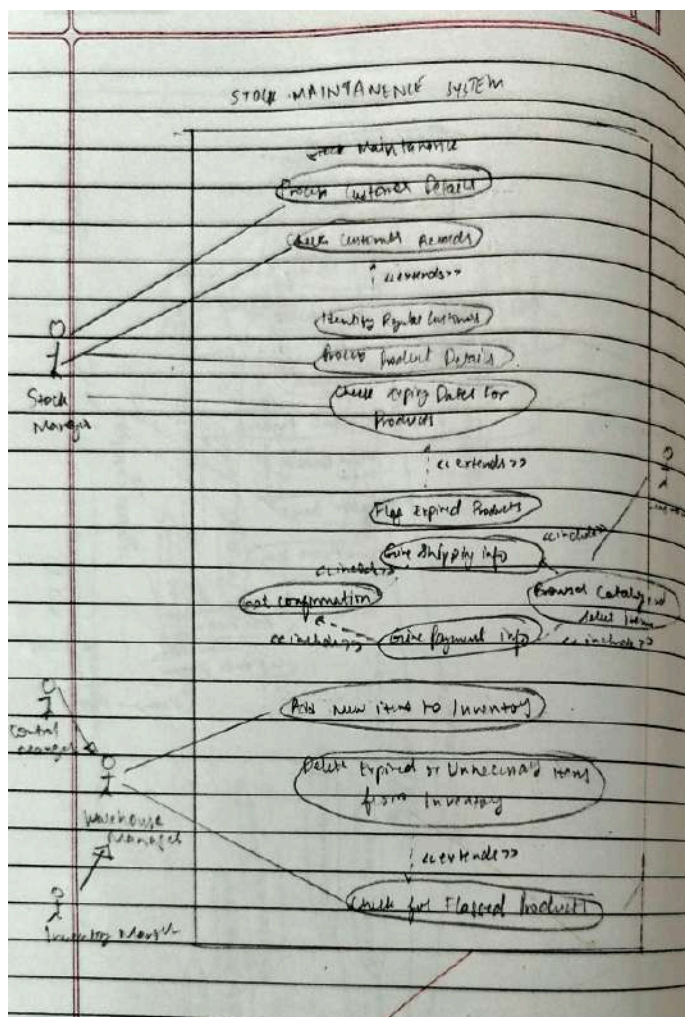 STOCK MAINTANENCE SYSTEM
Stock Maintanence
Process Customer Details
Check Customer Records
<<extends>>
Identify Regular Customers
Process Product Details
Stock
Manager
Check Expiry Dates for
Products
<<extends>>
Flag Expired Products
Give Shipping info
<<include>>
<<include>>
Browse Catalog and
select items
confirmation
<<include>>
Give Payment info
<<include>>
Add New items to Inventory
Control
Manager
Delete Expired or Unnecessary items
from Inventory
Warehouse
Manager
<<extends>>
Check for Flagged Products
Inventory Manager